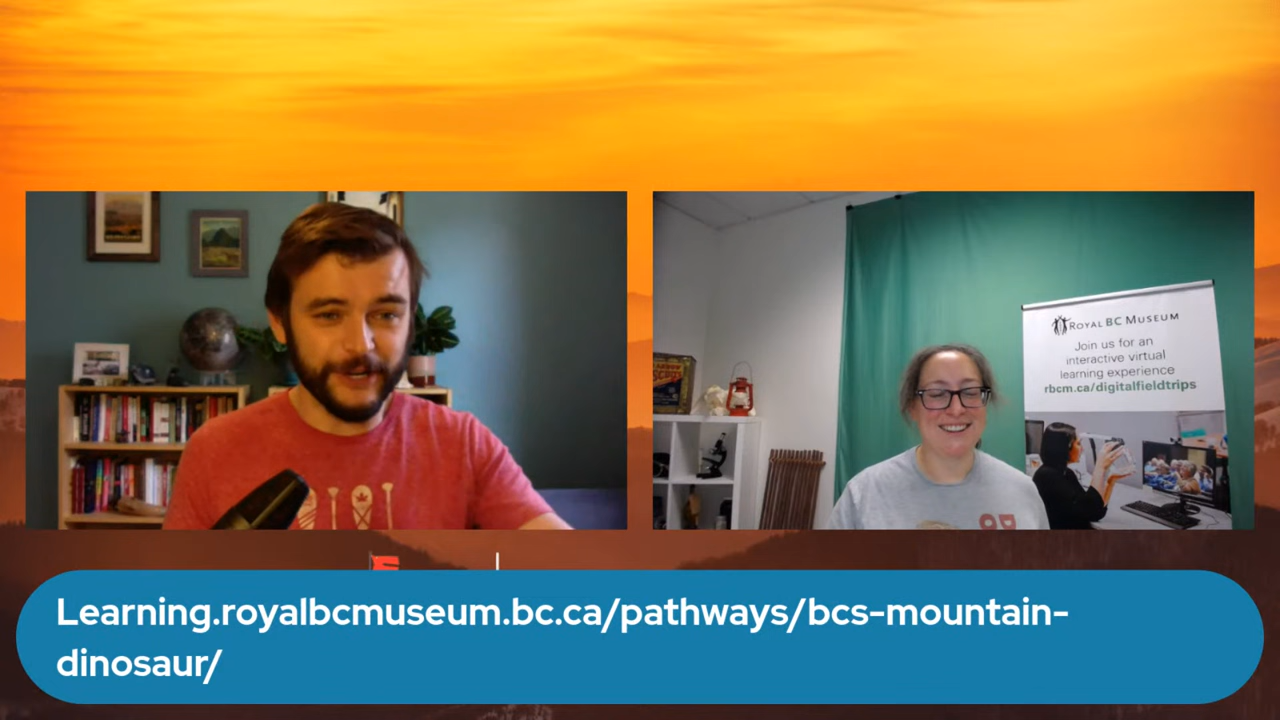 ROYAL BC MUSEUM
Join us for an
interactive virtual
learning experience
rbcm.ca/digitalfieldtrips
Learning.royalbcmuseum.bc.ca/pathways/bcs-mountain-
dinosaur/